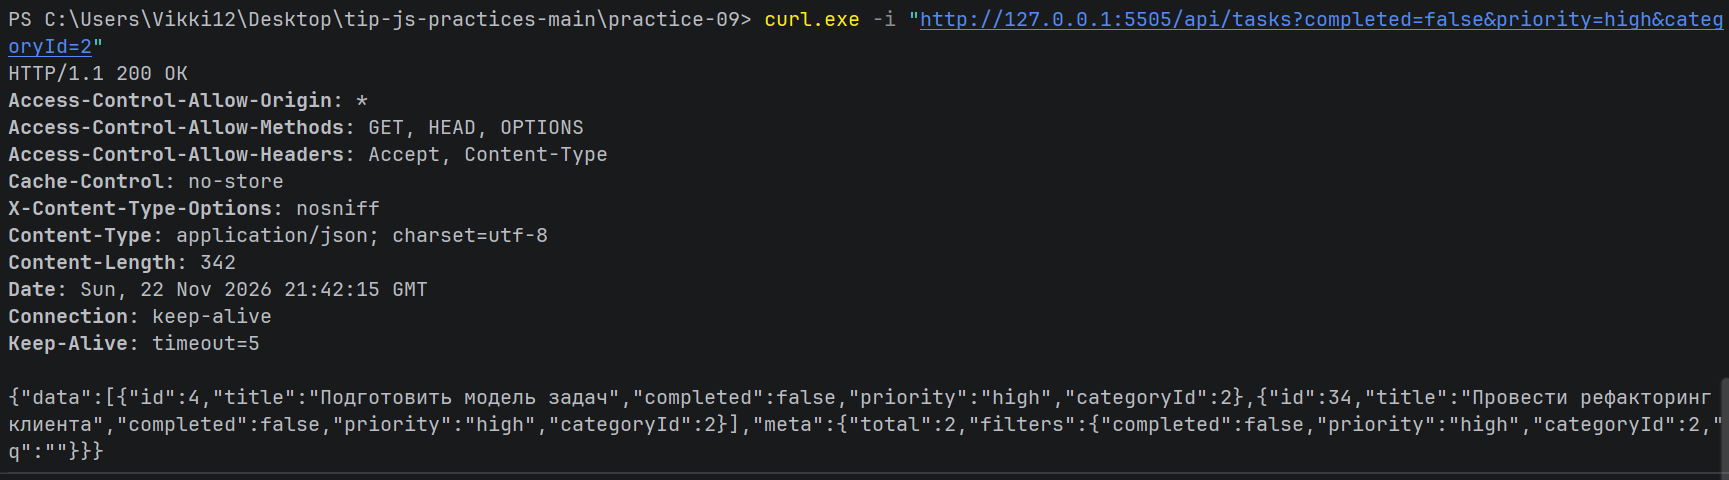 PS C:\Users\Vikki12\Desktop\tip-js-practices-main\practice-09> curl.exe -i "http://127.0.0.1:5505/api/tasks?completed=false&priority=high&categ
oryId=2"
HTTP/1.1 200 OK
Access-Control-Allow-Origin: *
Access-Control-Allow-Methods: GET, HEAD, OPTIONS
Access-Control-Allow-Headers: Accept, Content-Type
Cache-Control: no-store
X-Content-Type-Options: nosniff
Content-Type: application/json; charset=utf-8
Content-Length: 342
Date: Sun, 22 Nov 2026 21:42:15 GMT
Connection: keep-alive
Keep-Alive: timeout=5
{"data":[{"id":4,"title":"Подготовить модель задач","completed":false,"priority":"high","categoryId":2},{"id":34,"title":"Провести рефакторинг
клиента","completed":false,"priority":"high","categoryId":2}],"meta":{"total":2,"filters":{"completed":false,"priority":"high","categoryId":2,"
q":""}}}